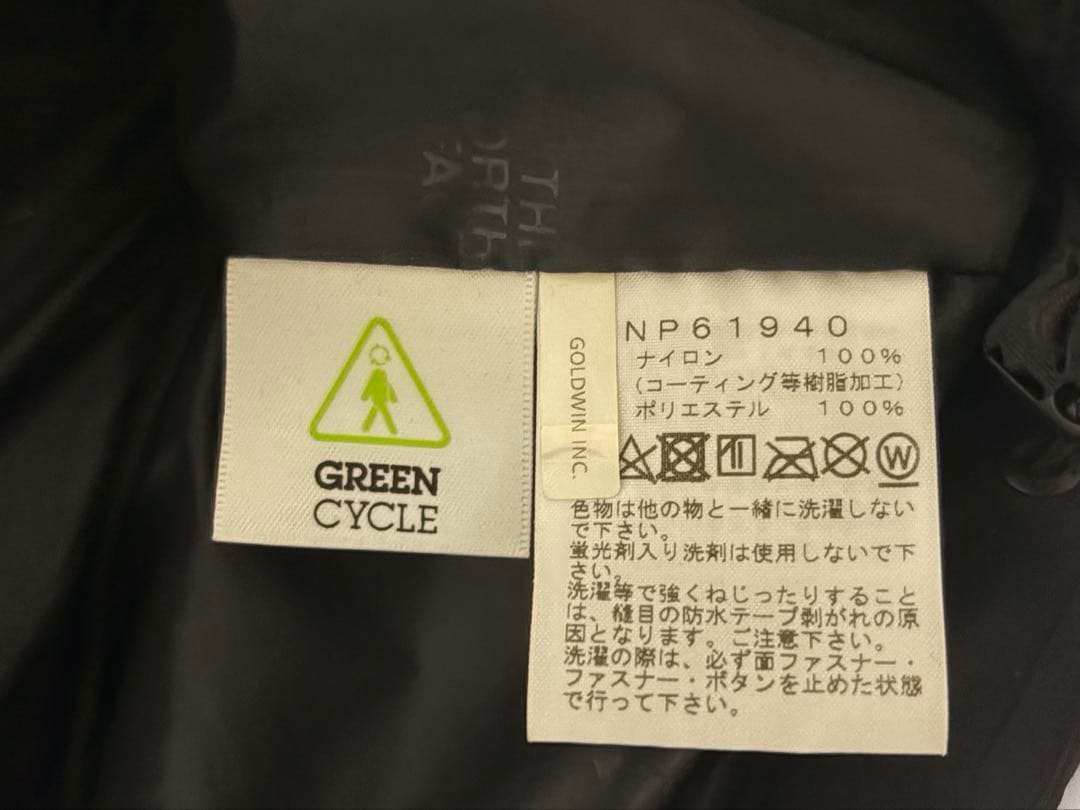 TH
ORTH
FA
GREEN
CYCLE
GOLDWIN INC.
NP61940
ナイロン 100%
(コーティング等樹脂加工)
ポリエステル 100%
W
色物は他の物と一緒に洗濯しない
で下さい。
蛍光剤入り洗剤は使用しないで下
さい。
洗濯等で強くねじったりすること
は、縫目の防水テープ剥がれの原
因となります。ご注意下さい。
洗濯の際は、必ず面ファスナー・
ファスナー・ボタンを止めた状態
で行って下さい。